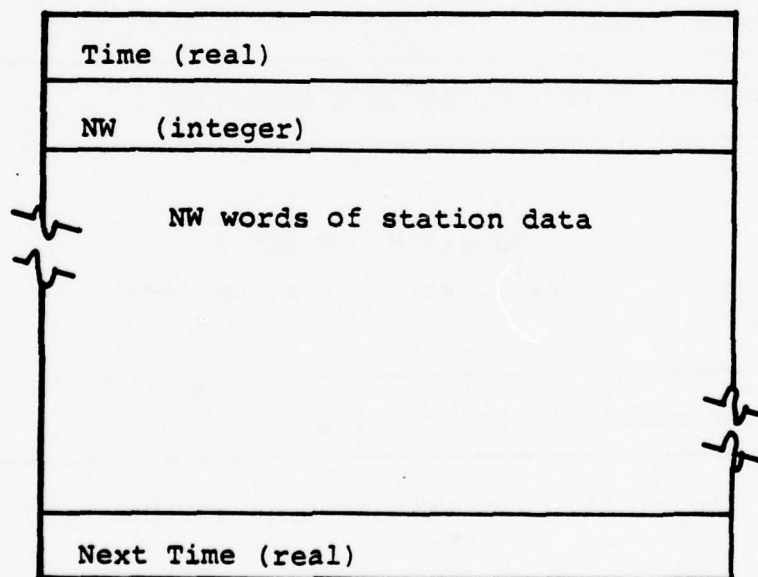 Time (real)
NW (integer)
NW words of station data
Next Time (real)